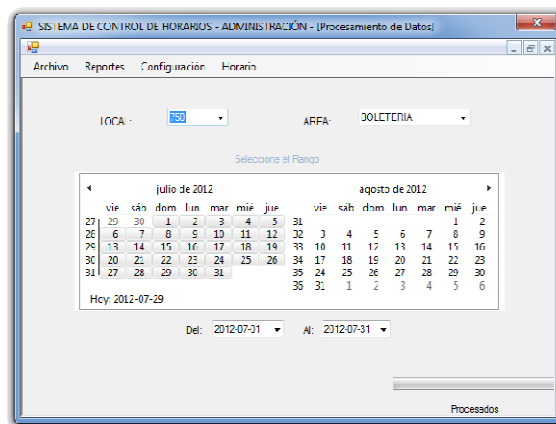 SISTEMA DE CONTROL DE HORARIOS - ADMINISTRACIÓN - [Procesamiento de Datos]
Archivo Reportes Configuración Horario
LOCAL: 750 AREA: BOLETERIA
Seleccione el Rango
julio de 2012 agosto de 2012
vie sáb dom lun mar mié jue vie sáb dom lun mar mié jue
27 29 30 1 2 3 4 5 31 1 2
28 6 7 8 9 10 11 12 32 3 4 5 6 7 8 9
29 13 14 15 16 17 18 19 33 10 11 12 13 14 15 16
30 20 21 22 23 24 25 26 34 17 18 19 20 21 22 23
31 27 28 29 30 31 35 24 25 26 27 28 29 30
36 31 1 2 3 4 5 6
Hoy: 2012-07-29
Del: 2012-07-01 Al: 2012-07-31
Procesados